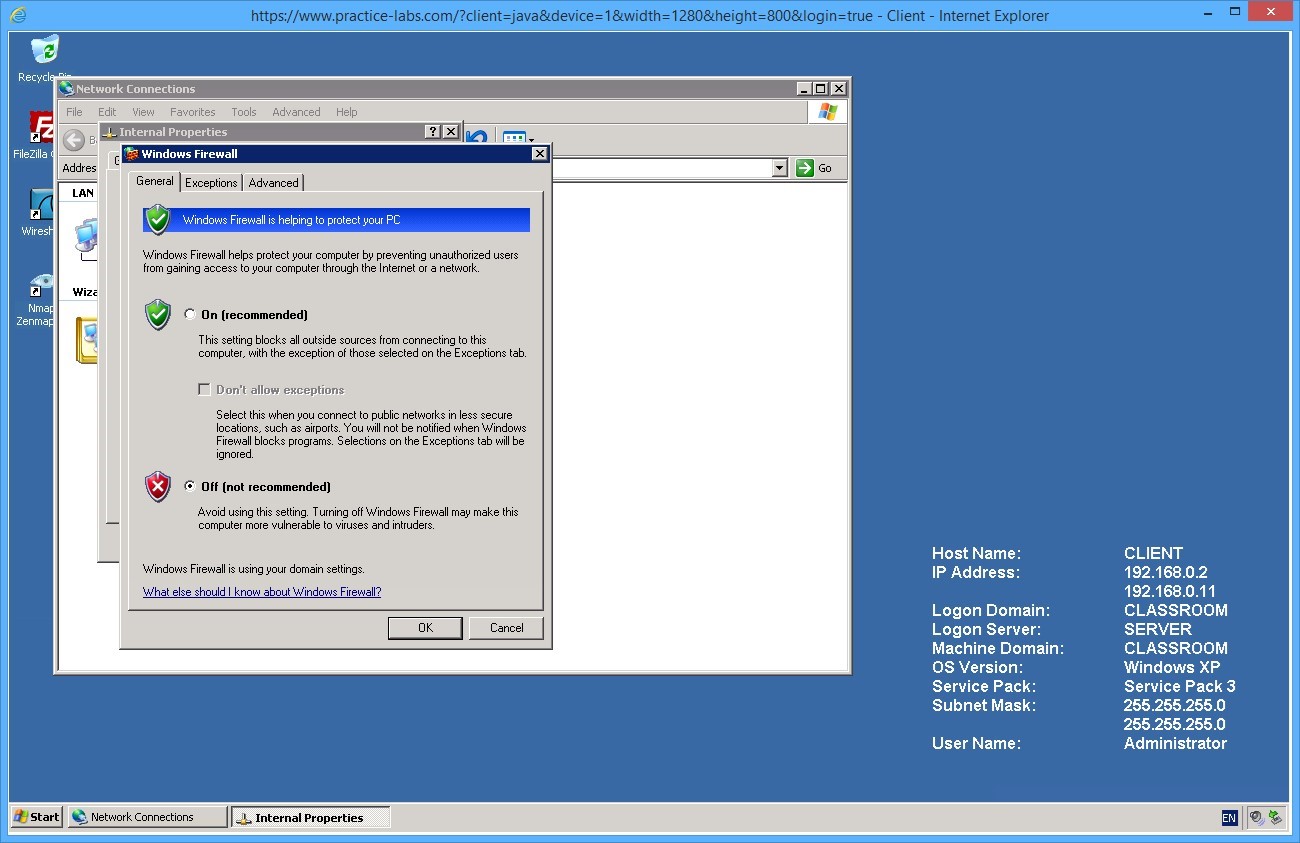 https://www.practice-labs.com/?client=java&device=1&width=1280&height=800&login=true - Client - Internet Explorer
Recycle
Network Connections
File Edit View Favorites Tools Advanced Help
Internal Properties
FileZilla
Windows Firewall
Addres
Go
General Exceptions Advanced
LAN
Windows Firewall is helping to protect your PC
Wiresh
Windows Firewall helps protect your computer by preventing unauthorized users
from gaining access to your computer through the Internet or a network.
Wiza
Nmap
Zenmap
On (recommended)
This setting blocks all outside sources from connecting to this
computer, with the exception of those selected on the Exceptions tab.
Don't allow exceptions
Select this when you connect to public networks in less secure
locations, such as airports. You will not be notified when Windows
Firewall blocks programs. Selections on the Exceptions tab will be
ignored.
Off (not recommended)
Avoid using this setting. Turning off Windows Firewall may make this
computer more vulnerable to viruses and intruders.
Windows Firewall is using your domain settings.
What else should I know about Windows Firewall?
OK Cancel
Host Name: CLIENT
IP Address: 192.168.0.2
192.168.0.11
Logon Domain: CLASSROOM
Logon Server: SERVER
Machine Domain: CLASSROOM
OS Version: Windows XP
Service Pack: Service Pack 3
Subnet Mask: 255.255.255.0
255.255.255.0
User Name: Administrator
Start Network Connections Internal Properties EN